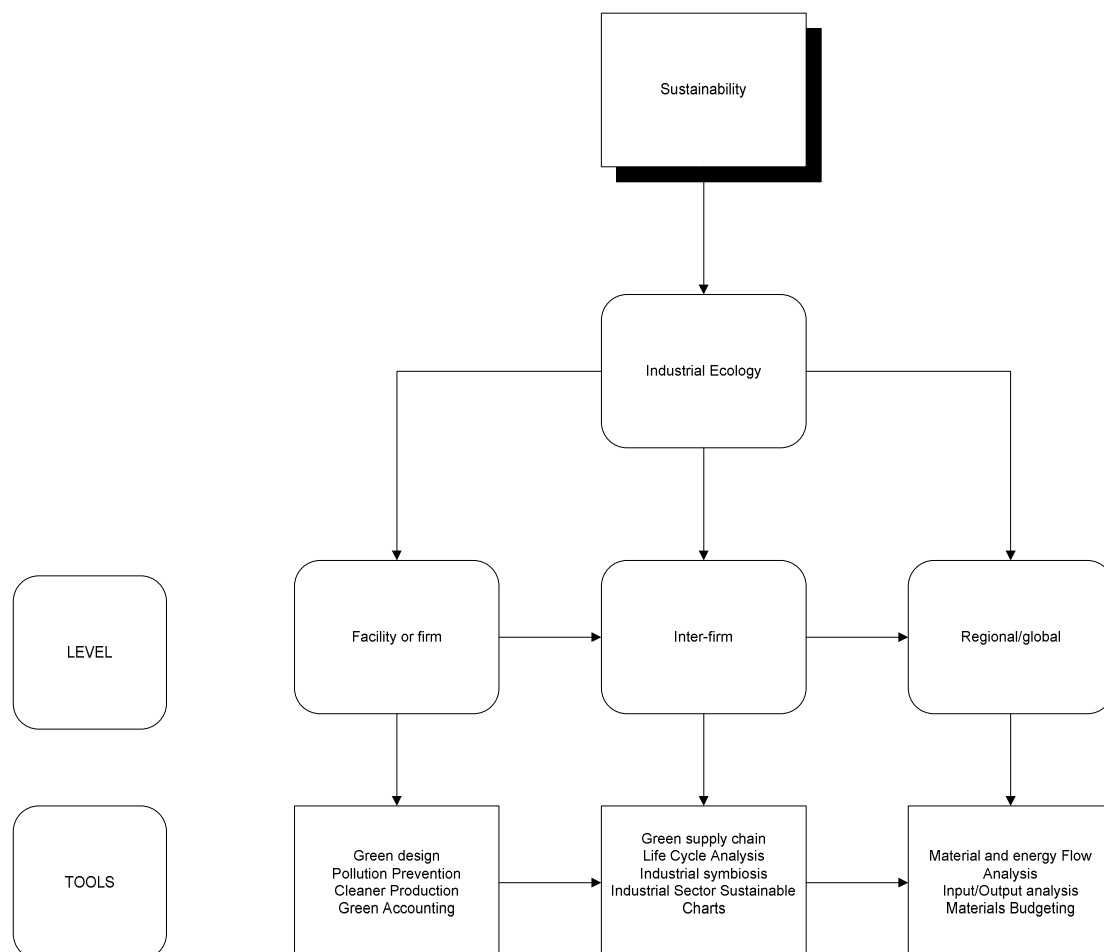 Sustainability
Industrial Ecology
LEVEL
Facility or firm
Inter-firm
Regional/global
TOOLS
Green design
Pollution Prevention
Cleaner Production
Green Accounting
Green supply chain
Life Cycle Analysis
Industrial symbiosis
Industrial Sector Sustainable
Charts
Material and energy Flow
Analysis
Input/Output analysis
Materials Budgeting